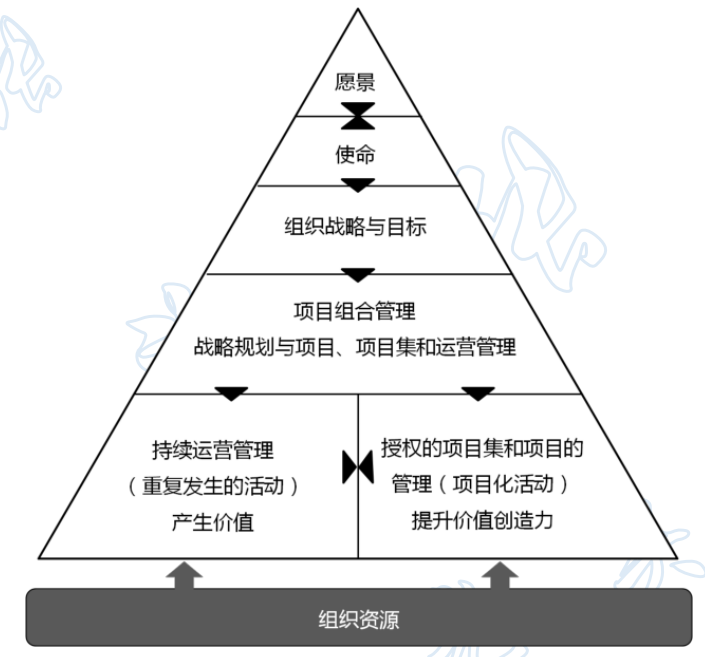 愿景
使命
组织战略与目标
项目组合管理
战略规划与项目、项目集和运营管理
持续运营管理
（重复发生的活动）
产生价值
授权的项目集和项目的
管理（项目化活动）
提升价值创造力
组织资源